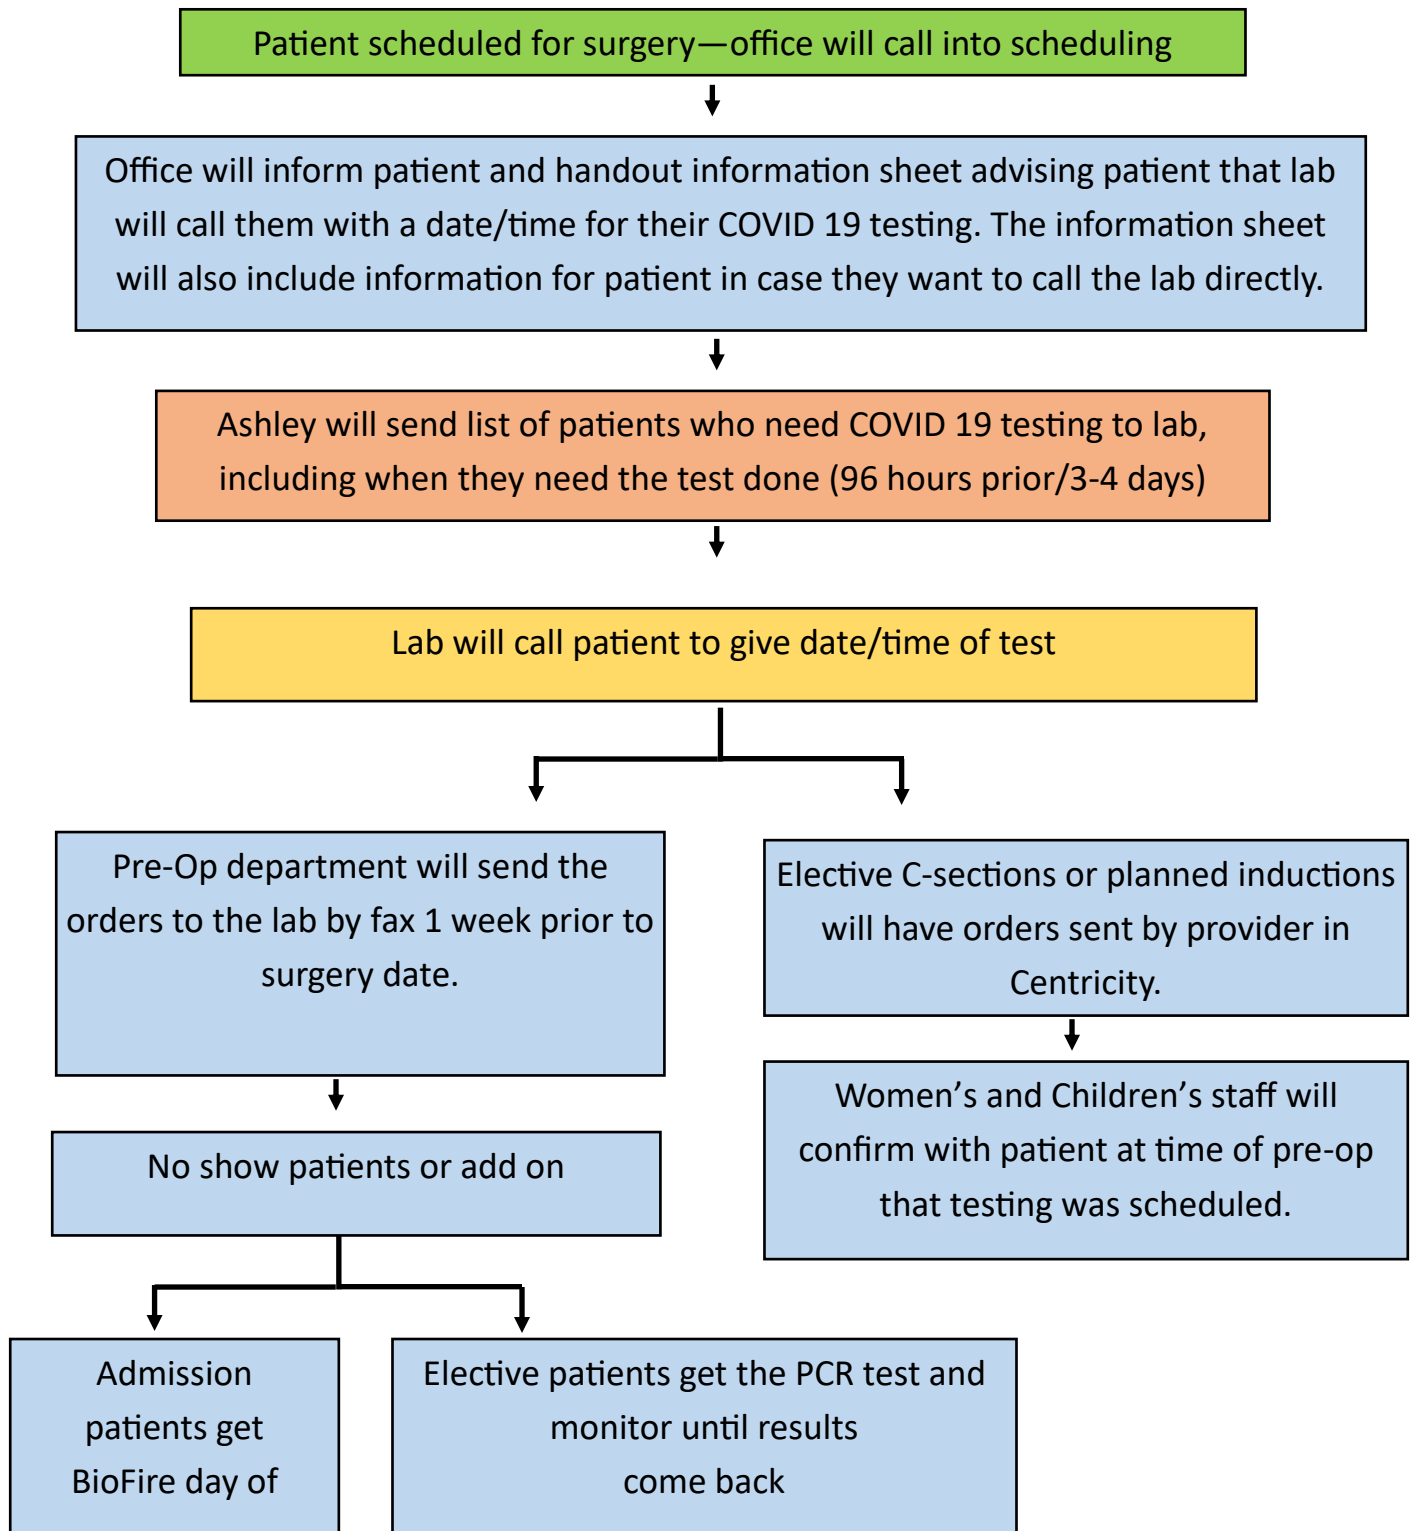 Patient scheduled for surgery—office will call into scheduling
Office will inform patient and handout information sheet advising patient that lab
will call them with a date/time for their COVID 19 testing. The information sheet
will also include information for patient in case they want to call the lab directly.
Ashley will send list of patients who need COVID 19 testing to lab,
including when they need the test done (96 hours prior/3-4 days)
Lab will call patient to give date/time of test
Pre-Op department will send the
orders to the lab by fax 1 week prior to
surgery date.
Elective C-sections or planned inductions
will have orders sent by provider in
Centricity.
Women’s and Children’s staff will
confirm with patient at time of pre-op
that testing was scheduled.
No show patients or add on
Admission
patients get
BioFire day of
Elective patients get the PCR test and
monitor until results
come back